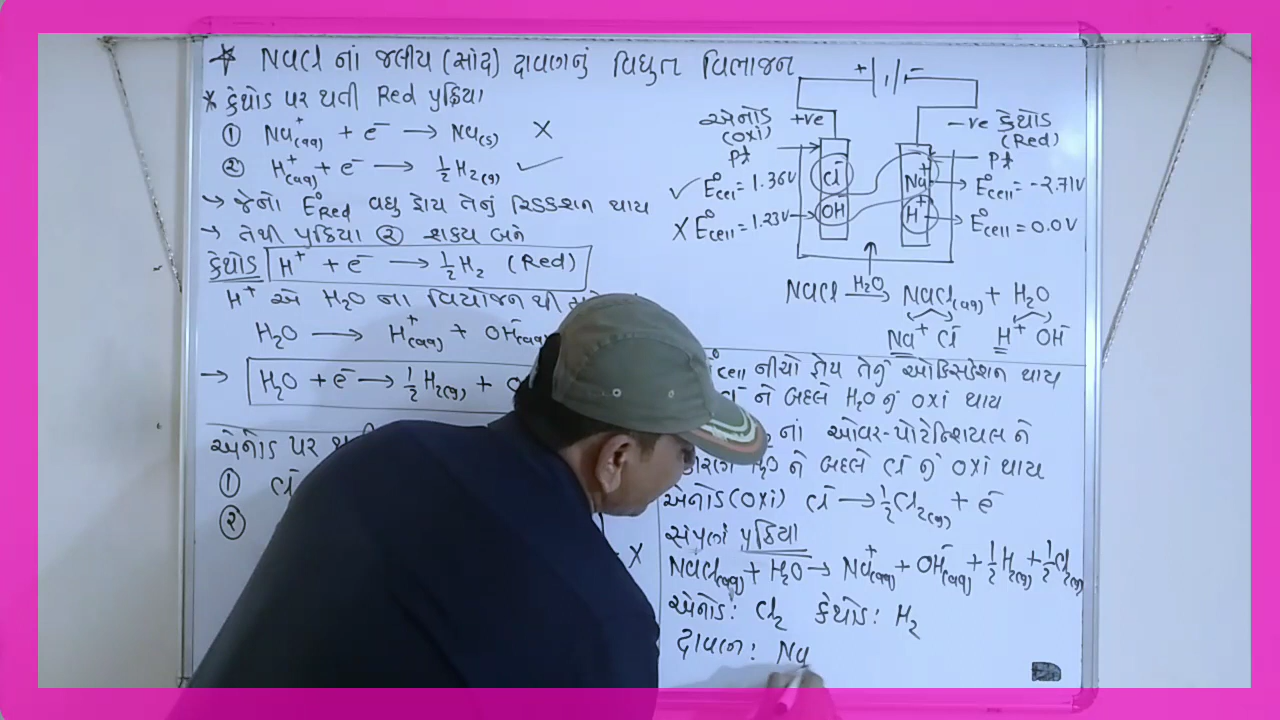 ☆ NaCl નાં જલીય (સાંદ્ર) દ્રાવણનું વિદ્યુત વિભાજન
* કેથોડ પર થતી Red પ્રક્રિયા
① Na⁺(aq) + e⁻ → Na(s) ✗
② H⁺(aq) + e⁻ → ½H₂(g) ✓
→ જેનો E°Red વધુ હોય તેનું રિડક્શન થાય
→ તેથી પ્રક્રિયા ② શક્ય બને
કેથોડ H⁺ + e⁻ → ½H₂ (Red)
H⁺ એ H₂O ના વિયોજન થી
H₂O → H⁺(aq) + OH⁻(aq)
→ H₂O + e⁻ → ½H₂(g) +
એનોડ પર
① Cl⁻
②
✗
+ −
એનોડ +ve
(oxi)
−ve કેથોડ
(Red)
Pt
Pt
✓ E°cell = 1.36V
Cl⁻
Na⁺
E°cell = -2.71V
✗ E°cell = 1.23V
OH⁻
H⁺
E°cell = 0.0V
NaCl H₂O→ NaCl(aq) + H₂O
Na⁺ Cl⁻ H⁺ OH⁻
°cell નીચો હોય તેનું ઓક્સિડેશન થાય
ને બદલે H₂O નું oxi થાય
નાં ઓવર-પોટેન્શિયલ ને
કારણે H₂O ને બદલે Cl⁻ નું oxi થાય
એનોડ(oxi) Cl⁻ → ½Cl₂(g) + e⁻
સંપૂર્ણ પ્રક્રિયા
NaCl(aq) + H₂O → Na⁺(aq) + OH⁻(aq) + ½H₂(g) + ½Cl₂(g)
એનોડ: Cl₂ કેથોડ: H₂
દ્રાવણ: Na